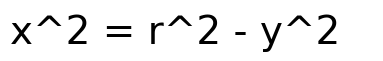 x^2 = r^2 - y^2